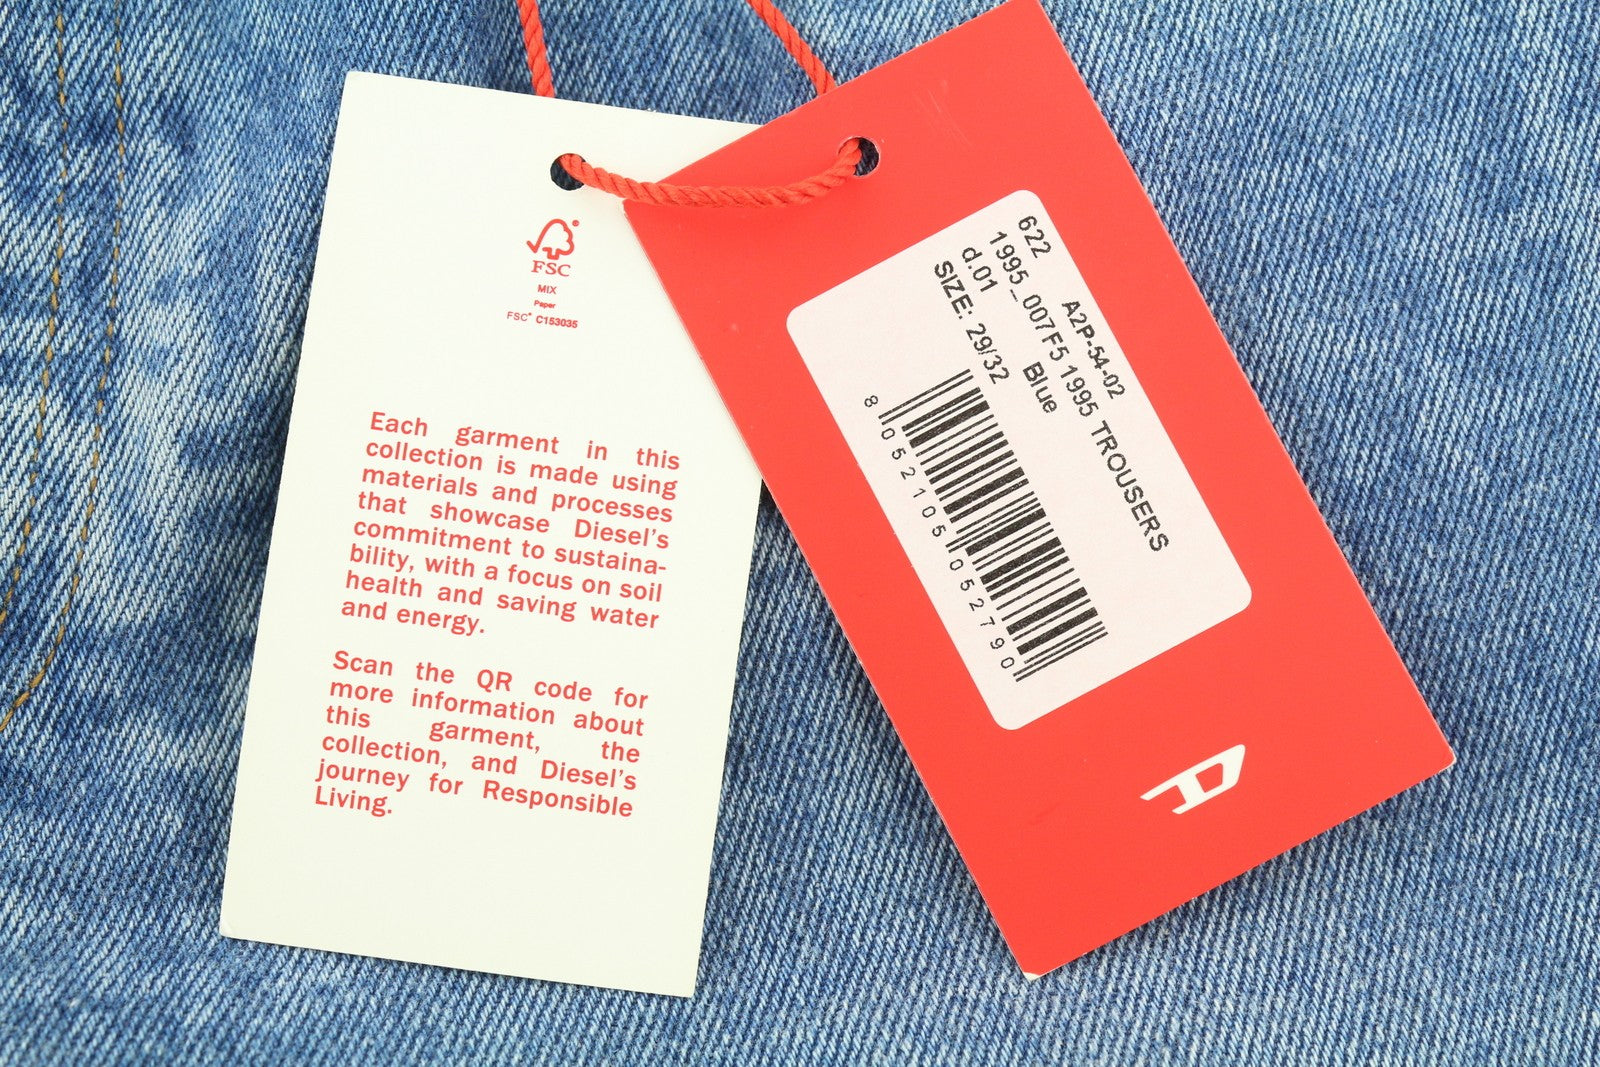 FSC
MIX
Paper
FSC® C153035
Each garment in this
collection is made using
materials and processes
that showcase Diesel's
commitment to sustaina-
bility, with a focus on soil
health and saving water
and energy.
Scan the QR code for
more information about
this garment, the
collection, and Diesel's
journey for Responsible
Living.
622 A2P-54-02
1995_007F5 1995 TROUSERS
d.01 Blue
SIZE: 29/32
8 052105 052790
D